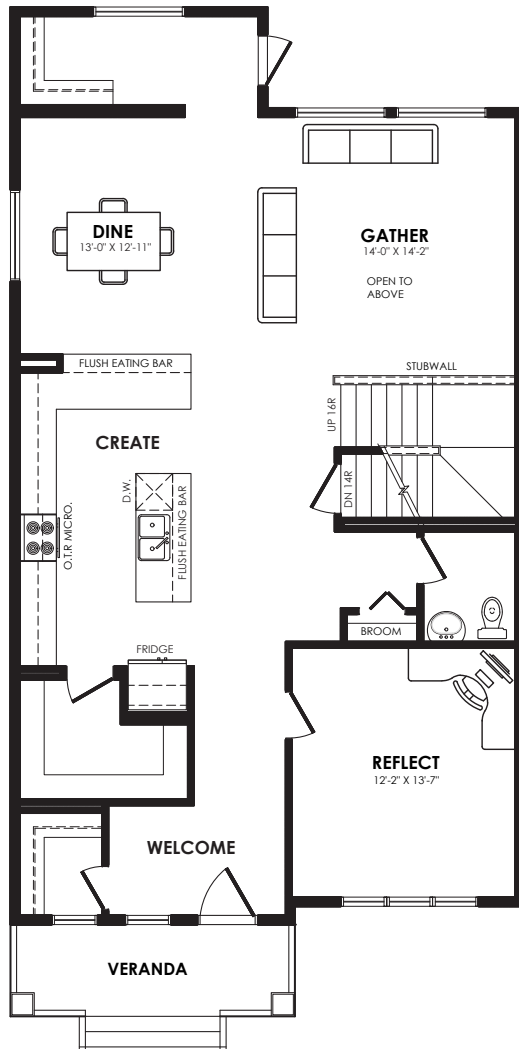 DINE
13'-0" X 12'-11"
GATHER
14'-0" X 14'-2"
OPEN TO
ABOVE
FLUSH EATING BAR
STUBWALL
UP 16R
CREATE
DN 14R
D.W.
FLUSH EATING BAR
O.T.R MICRO.
BROOM
FRIDGE
REFLECT
12'-2" X 13'-7"
WELCOME
VERANDA